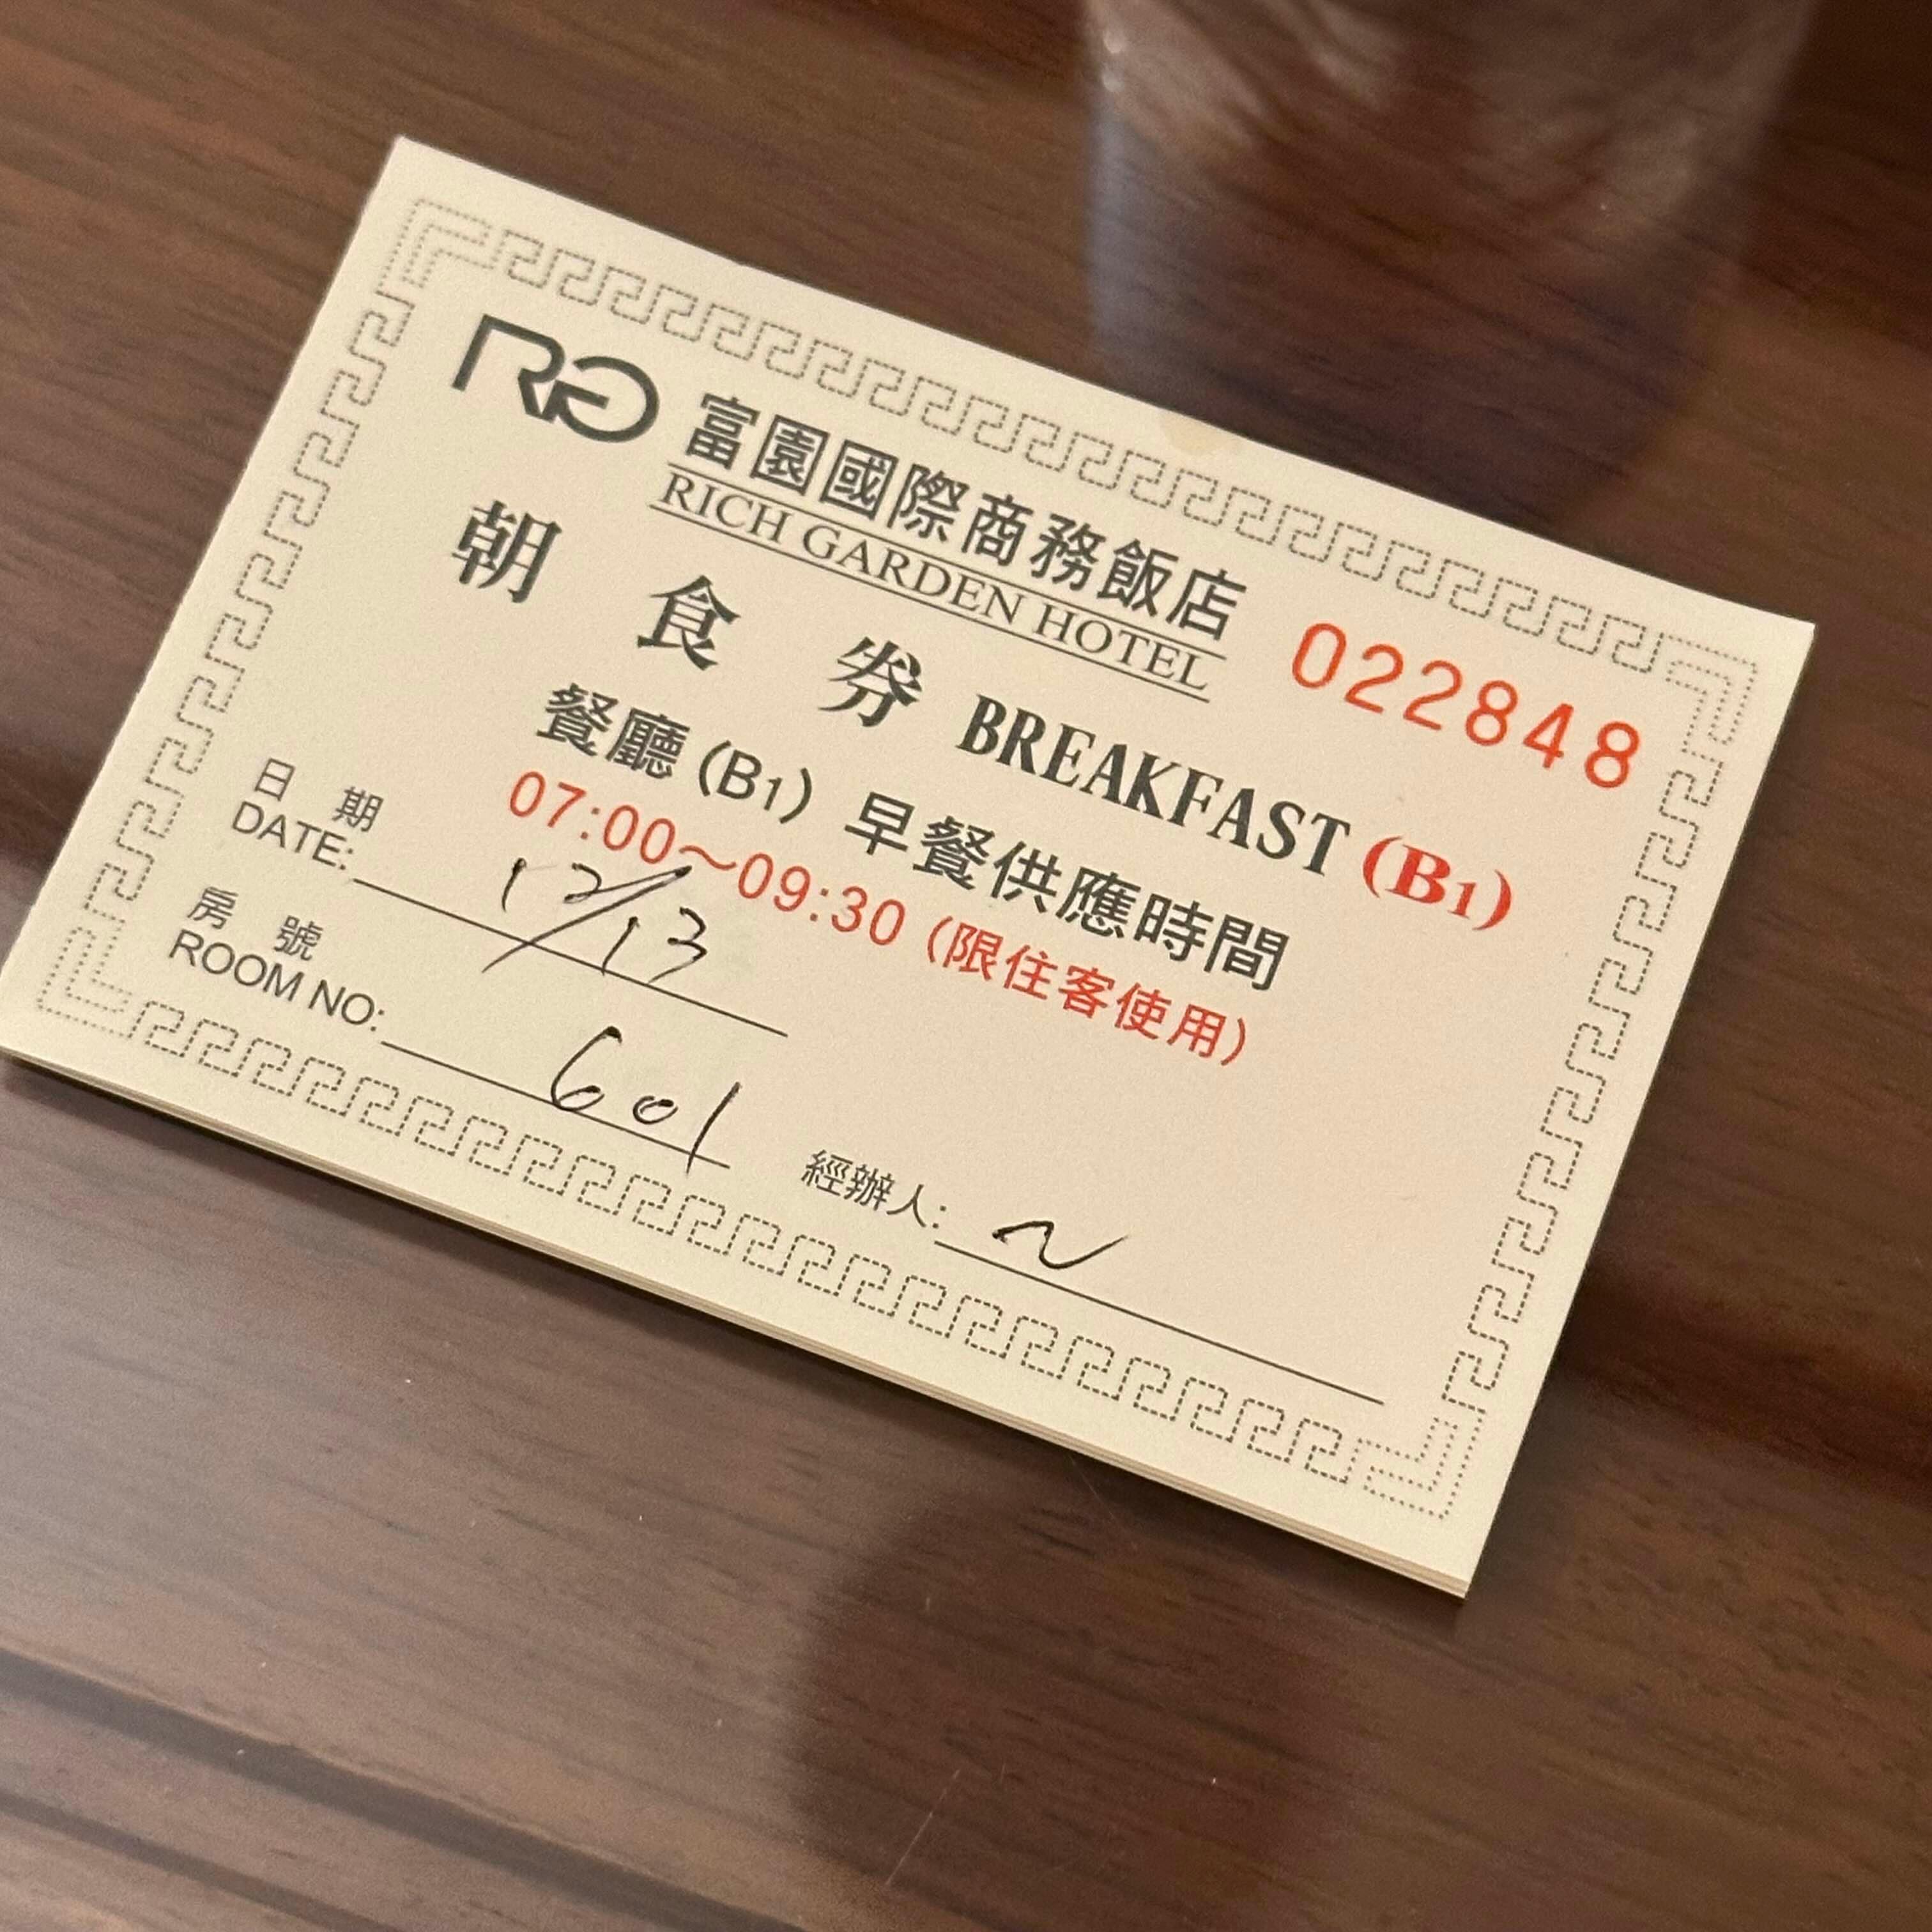 RG 富園國際商務飯店
RICH GARDEN HOTEL
022848
朝食券 BREAKFAST (B1)
餐廳(B1) 早餐供應時間
07:00～09:30 (限住客使用)
日期
DATE: 12/13
房號
ROOM NO: 601
經辦人: